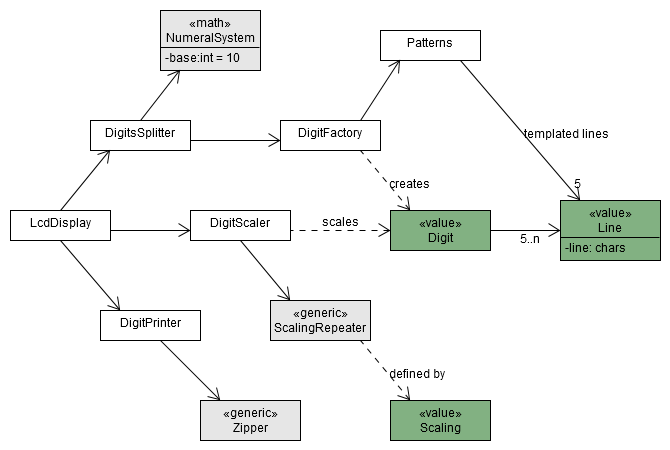 «math»
NumeralSystem
-base:int = 10
Patterns
DigitsSplitter
DigitFactory
templated lines
creates
5
LcdDisplay
DigitScaler
scales
«value»
Digit
5..n
«value»
Line
-line: chars
DigitPrinter
«generic»
ScalingRepeater
defined by
«generic»
Zipper
«value»
Scaling